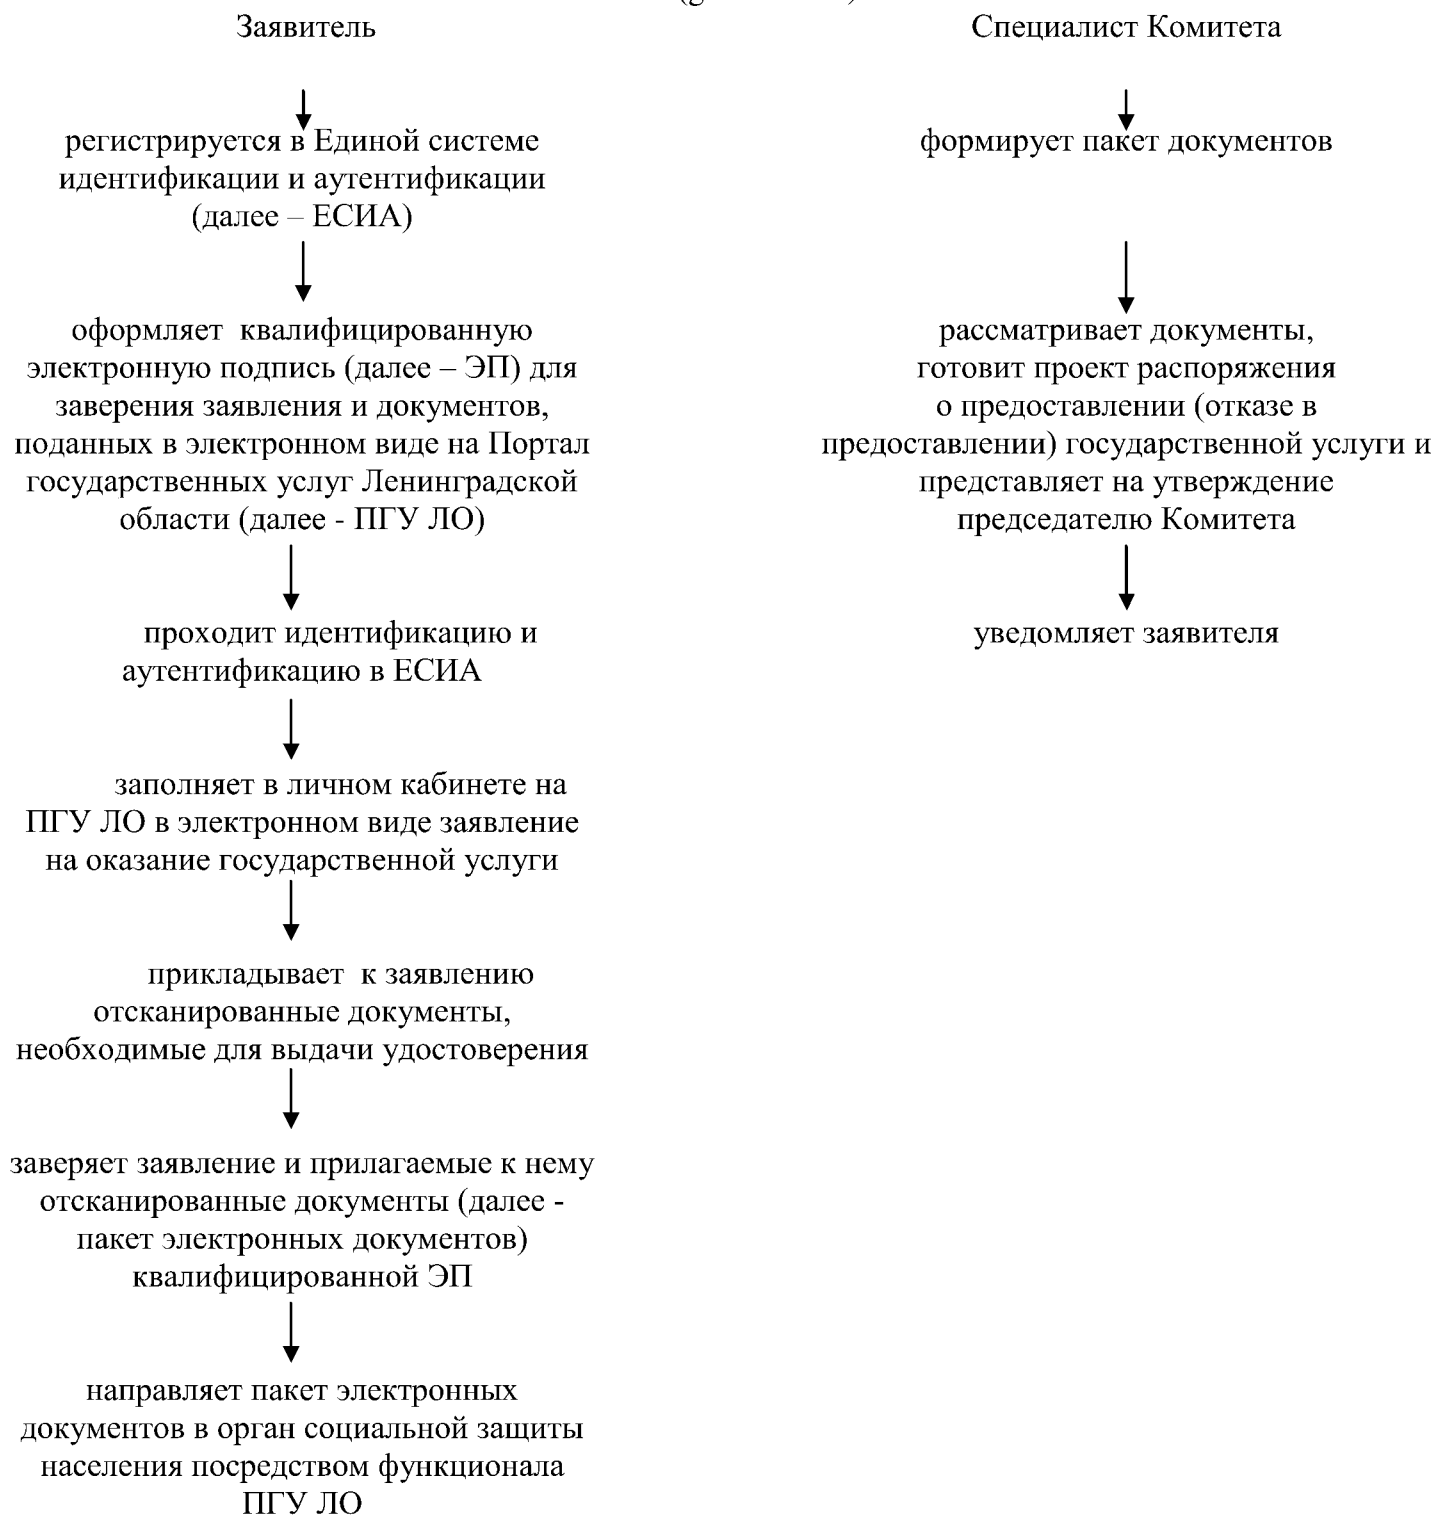 Заявитель
регистрируется в Единой системе
идентификации и аутентификации
(далее – ЕСИА)
оформляет квалифицированную
электронную подпись (далее – ЭП) для
заверения заявления и документов,
поданных в электронном виде на Портал
государственных услуг Ленинградской
области (далее - ПГУ ЛО)
проходит идентификацию и
аутентификацию в ЕСИА
заполняет в личном кабинете на
ПГУ ЛО в электронном виде заявление
на оказание государственной услуги
прикладывает к заявлению
отсканированные документы,
необходимые для выдачи удостоверения
заверяет заявление и прилагаемые к нему
отсканированные документы (далее -
пакет электронных документов)
квалифицированной ЭП
направляет пакет электронных
документов в орган социальной защиты
населения посредством функционала
ПГУ ЛО
Специалист Комитета
формирует пакет документов
рассматривает документы,
готовит проект распоряжения
о предоставлении (отказе в
предоставлении) государственной услуги и
представляет на утверждение
председателю Комитета
уведомляет заявителя